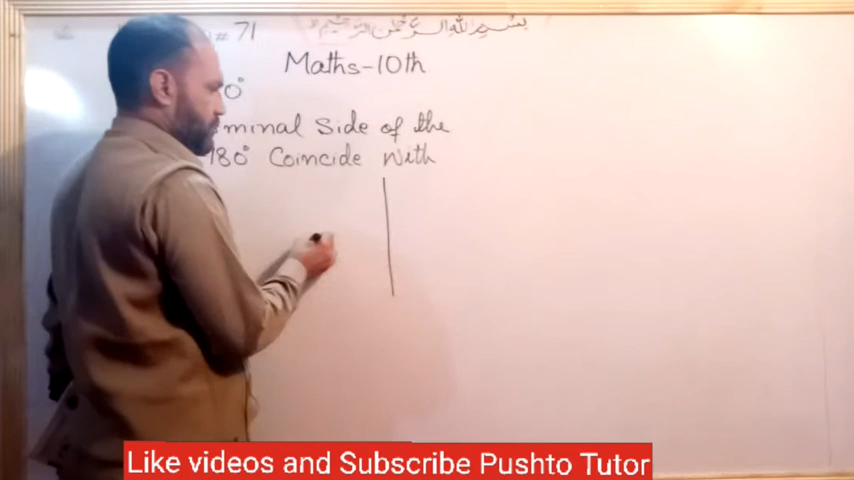 # 71 بسم الله الرحمن الرحيم
Maths-10th
0°
minal Side of the
180° Coincide With
Like videos and Subscribe Pushto Tutor